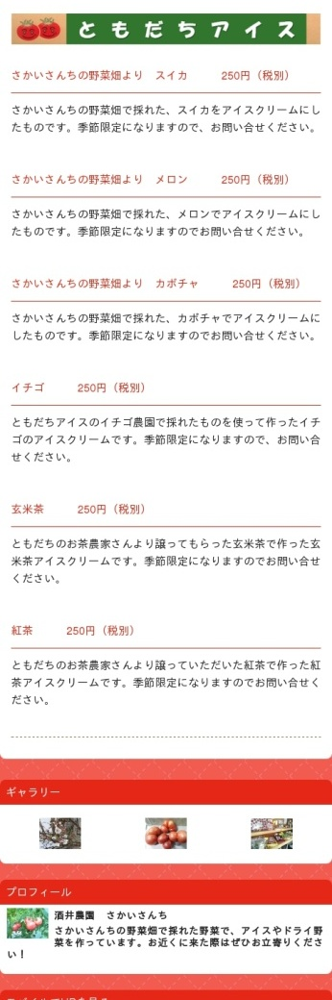 ともだちアイス
さかいさんちの野菜畑より　スイカ　　　250円（税別）
さかいさんちの野菜畑で採れた、スイカをアイスクリームにし
たものです。季節限定になりますので、お問い合せください。
さかいさんちの野菜畑より　メロン　　　250円（税別）
さかいさんちの野菜畑で採れた、メロンでアイスクリームにし
たものです。季節限定になりますのでお問い合せください。
さかいさんちの野菜畑より　カボチャ　　　250円（税別）
さかいさんちの野菜畑で採れた、カボチャでアイスクリームに
したものです。季節限定になりますのでお問い合せください。
イチゴ　　　250円（税別）
ともだちアイスのイチゴ農園で採れたものを使って作ったイチ
ゴのアイスクリームです。季節限定になりますので、お問い合
せください。
玄米茶　　　250円（税別）
ともだちのお茶農家さんより譲ってもらった玄米茶で作った玄
米茶アイスクリームです。季節限定になりますのでお問い合せ
ください。
紅茶　　　250円（税別）
ともだちのお茶農家さんより譲っていただいた紅茶で作った紅
茶アイスクリームです。季節限定になりますのでお問い合せく
ださい。
ギャラリー
プロフィール
酒井農園　さかいさんち
さかいさんちの野菜畑で採れた野菜で、アイスやドライ野
菜を作っています。お近くに来た際はぜひお立寄りくださ
い！